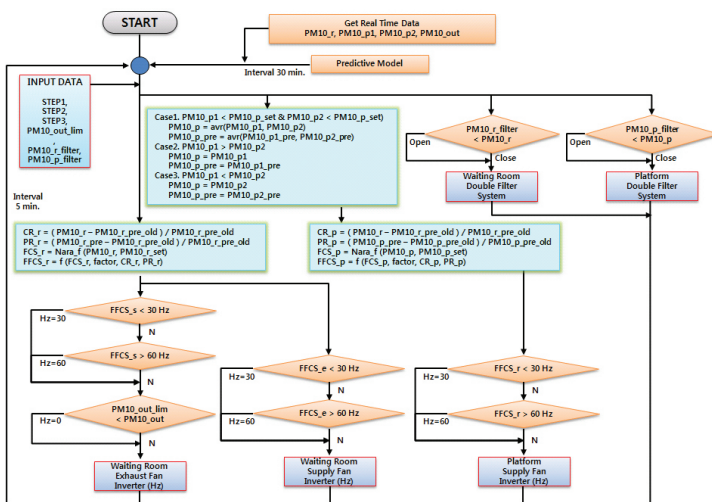 START
Get Real Time Data
PM10_r, PM10_p1, PM10_p2, PM10_out
Predictive Model
Interval 30 min.
INPUT DATA
STEP1,
STEP2,
STEP3,
PM10_out_lim
,
PM10_r_filter,
PM10_p_filter
Case1. PM10_p1 < PM10_p_set & PM10_p2 < PM10_p_set)
PM10_p = avr(PM10_p1, PM10_p2)
PM10_p_pre = avr(PM10_p1_pre, PM10_p2_pre)
Case2. PM10_p1 > PM10_p2
PM10_p = PM10_p1
PM10_p_pre = PM10_p1_pre
Case3. PM10_p1 < PM10_p2
PM10_p = PM10_p2
PM10_p_pre = PM10_p2_pre
PM10_r_filter
< PM10_r
Open
Close
Waiting Room
Double Filter
System
PM10_p_filter
< PM10_p
Open
Close
Platform
Double Filter
System
Interval
5 min.
CR_r = ( PM10_r − PM10_r_pre_old ) / PM10_r_pre_old
PR_r = ( PM10_r_pre − PM10_r_pre_old ) / PM10_r_pre_old
FCS_r = Nara_f (PM10_r, PM10_r_set)
FFCS_r = f (FCS_r, factor, CR_r, PR_r)
CR_p = ( PM10_r − PM10_r_pre_old ) / PM10_r_pre_old
PR_p = ( PM10_p_pre − PM10_p_pre_old ) / PM10_p_pre_old
FCS_p = Nara_f (PM10_p, PM10_p_set)
FFCS_p = f (FCS_p, factor, CR_p, PR_p)
FFCS_s < 30 Hz
Hz=30
N
FFCS_s > 60 Hz
Hz=60
N
PM10_out_lim
< PM10_out
Hz=0
N
Waiting Room
Exhaust Fan
Inverter (Hz)
FFCS_e < 30 Hz
Hz=30
N
FFCS_e > 60 Hz
Hz=60
N
Waiting Room
Supply Fan
Inverter (Hz)
FFCS_r < 30 Hz
Hz=30
N
FFCS_r > 60 Hz
Hz=60
N
Platform
Supply Fan
Inverter (Hz)